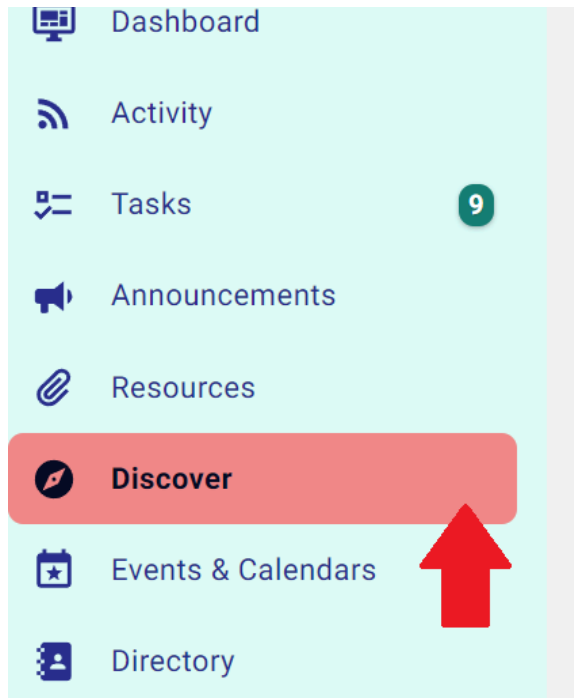 Dashboard
Activity
Tasks 9
Announcements
Resources
Discover
Events & Calendars
Directory